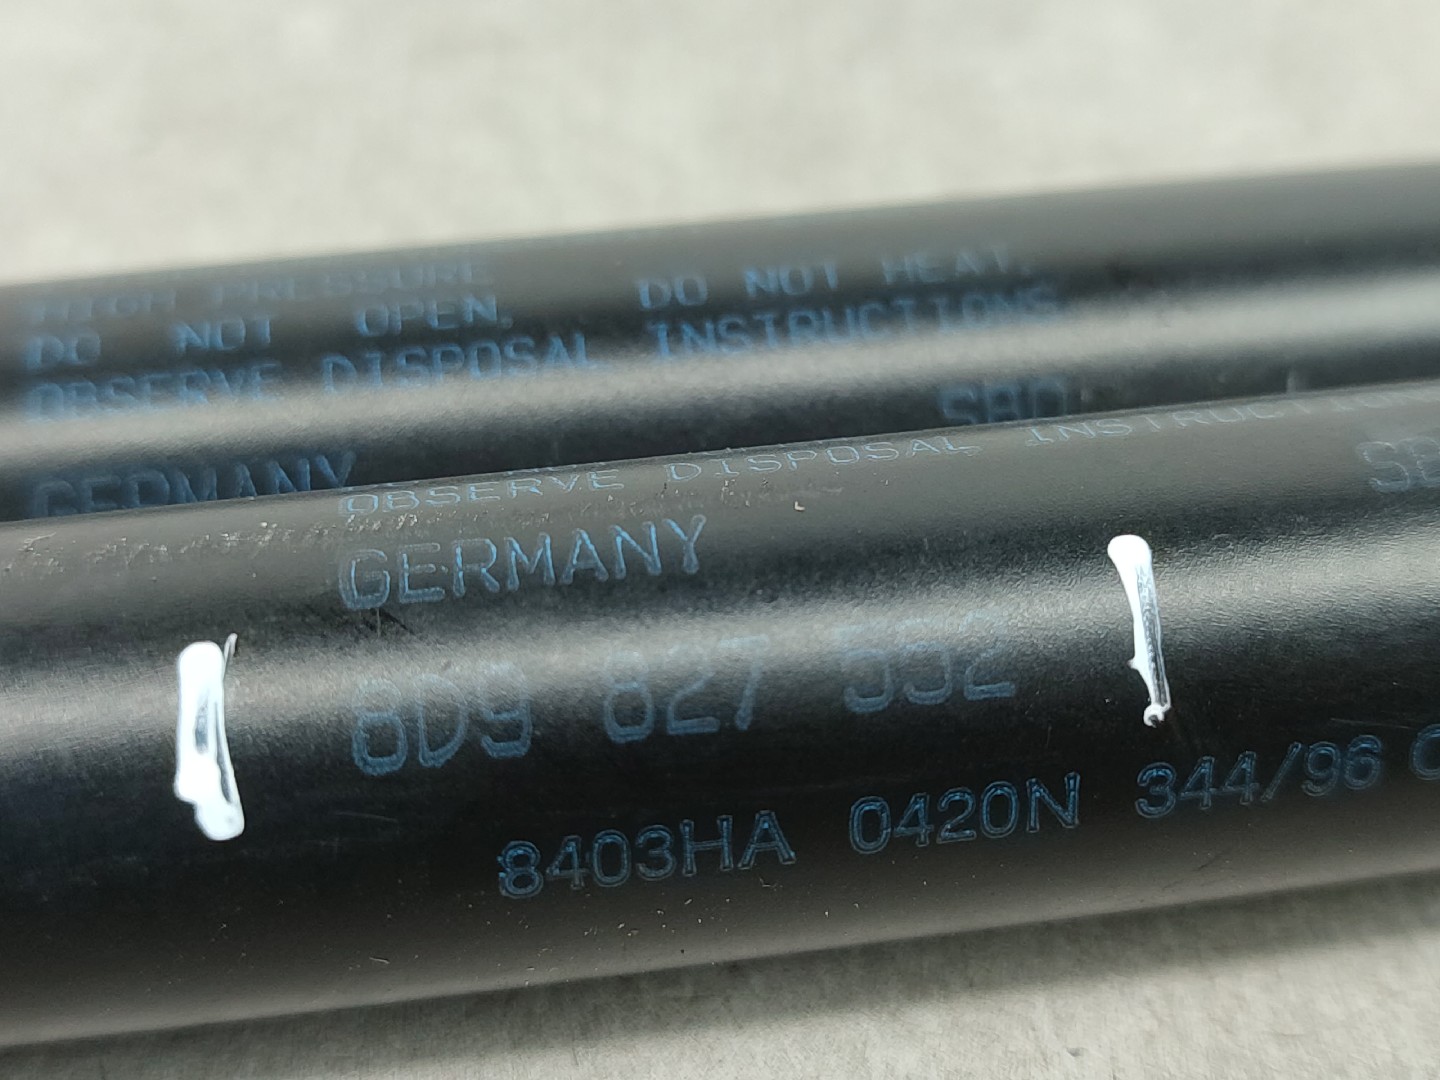 HIGH PRESSURE
DO NOT OPEN. DO NOT HEAT.
OBSERVE DISPOSAL INSTRUCTIONS
SBO
GERMANY
OBSERVE DISPOSAL INSTRUCTIONS
GERMANY
8D9 827 552
8403HA 0420N 344/96